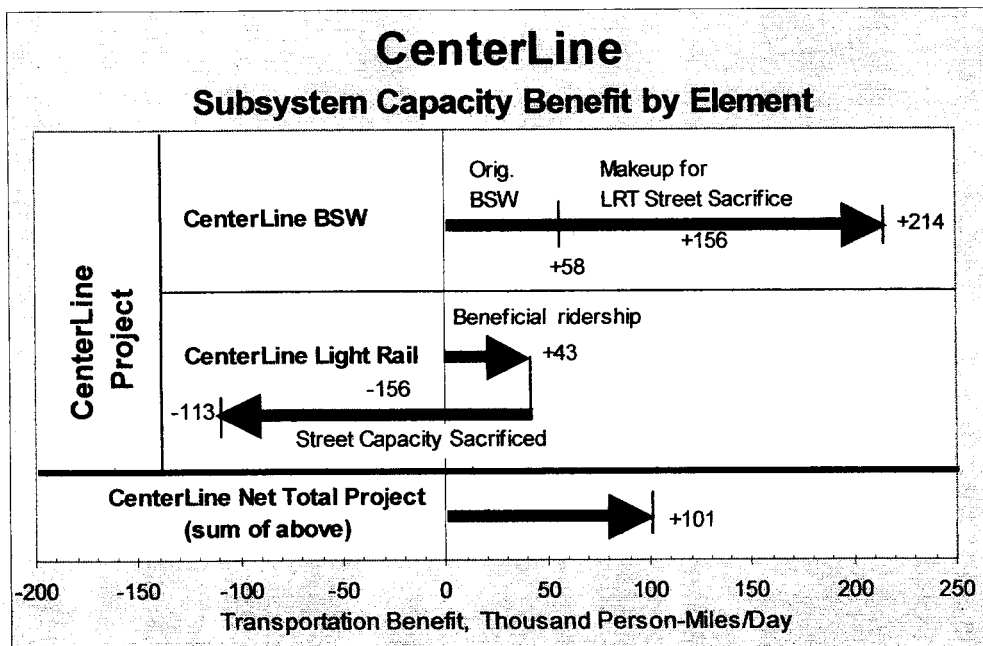 CenterLine
Subsystem Capacity Benefit by Element
CenterLine
Project
CenterLine BSW
Orig.
BSW
Makeup for
LRT Street Sacrifice
+58
+156
+214
CenterLine Light Rail
Beneficial ridership
+43
-156
-113
Street Capacity Sacrificed
CenterLine Net Total Project
(sum of above)
+101
-200 -150 -100 -50 0 50 100 150 200 250
Transportation Benefit, Thousand Person-Miles/Day